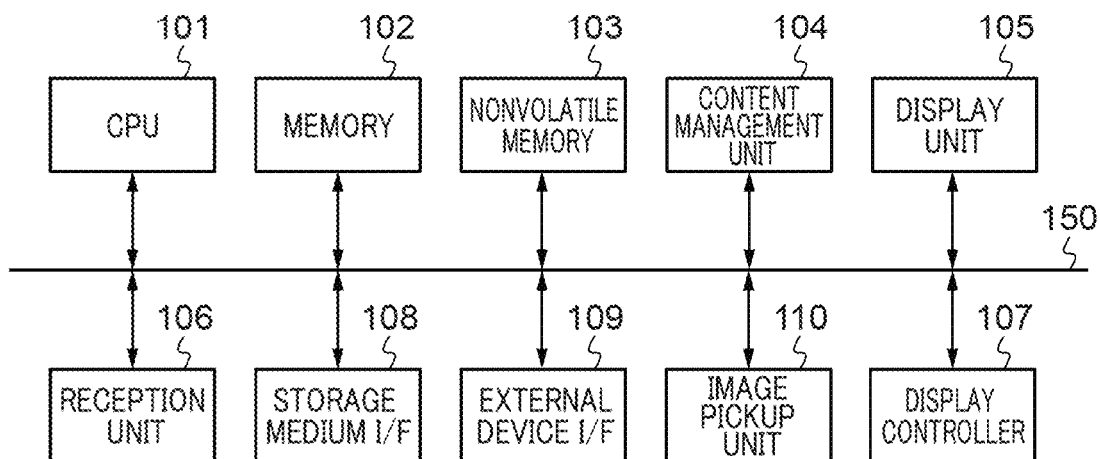 101 102 103 104 105
CPU
MEMORY
NONVOLATILE
MEMORY
CONTENT
MANAGEMENT
UNIT
DISPLAY
UNIT
150
106 108 109 110 107
RECEPTION
UNIT
STORAGE
MEDIUM I/F
EXTERNAL
DEVICE I/F
IMAGE
PICKUP
UNIT
DISPLAY
CONTROLLER